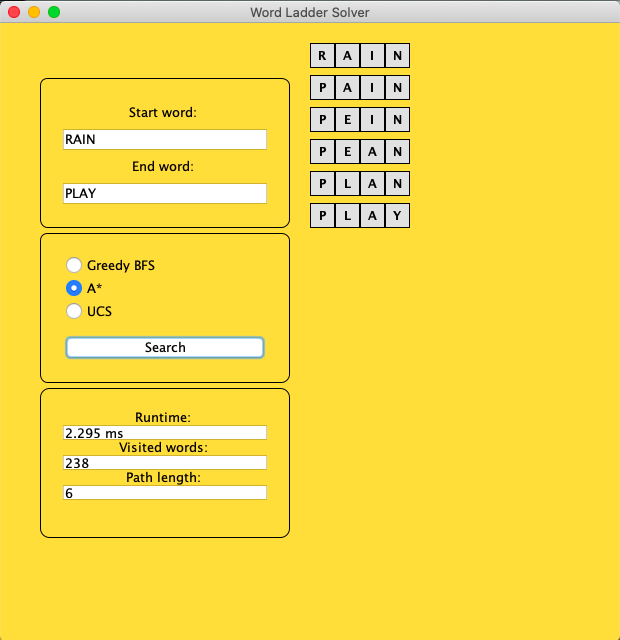 Word Ladder Solver
Start word:
RAIN
End word:
PLAY
Greedy BFS
A*
UCS
Search
Runtime:
2.295 ms
Visited words:
238
Path length:
6
R A I N
P A I N
P E I N
P E A N
P L A N
P L A Y